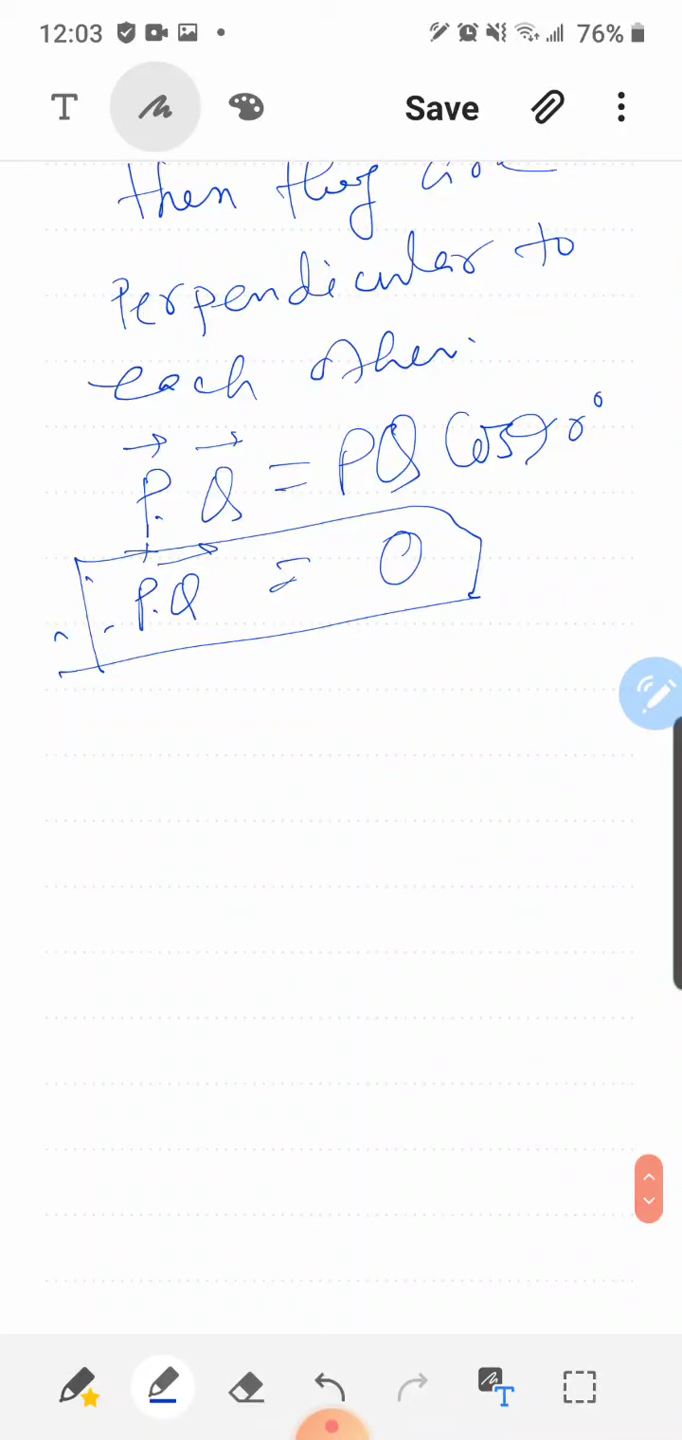 12:03 76%
T Save
then they are
perpendicular to
each other.
P⃗.Q⃗ = PQ Cos90°
P⃗.Q⃗ = 0
T